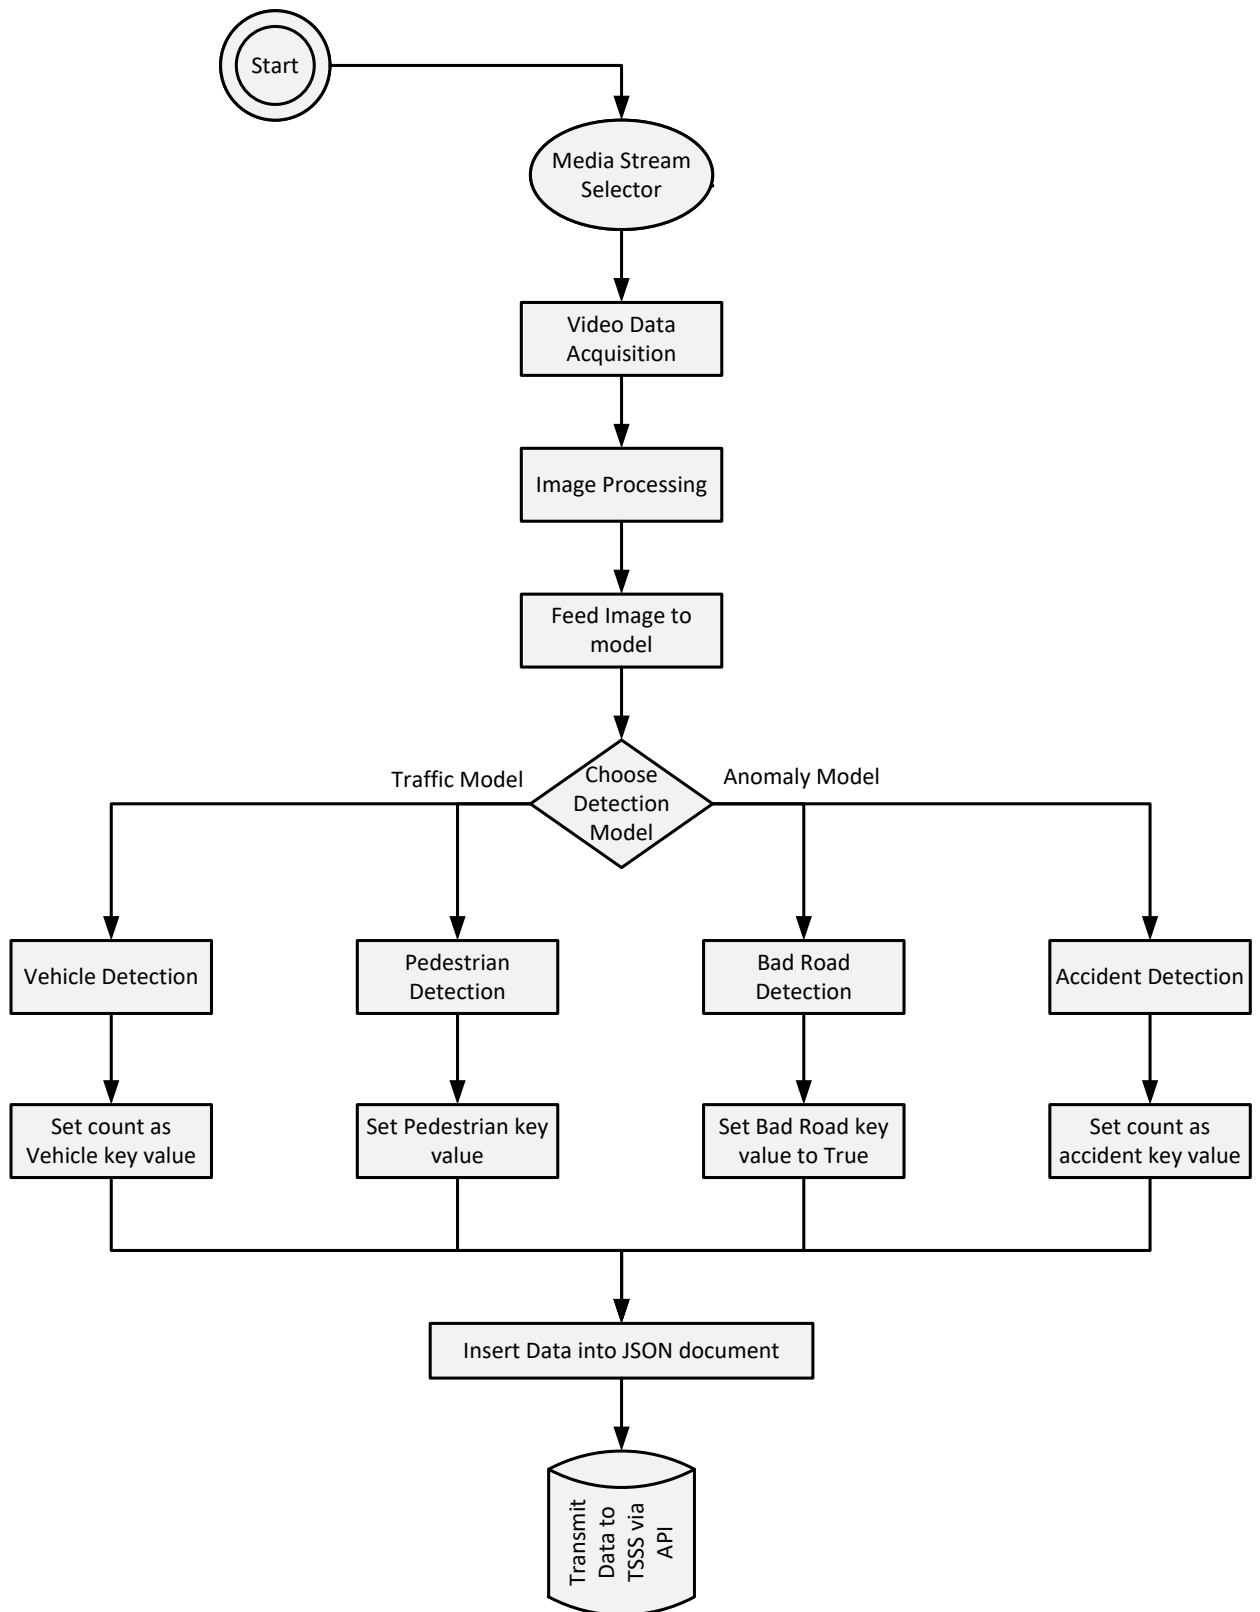 Start
Media Stream
Selector
Video Data
Acquisition
Image Processing
Feed Image to
model
Traffic Model
Choose
Detection
Model
Anomaly Model
Vehicle Detection
Pedestrian
Detection
Bad Road
Detection
Accident Detection
Set count as
Vehicle key value
Set Pedestrian key
value
Set Bad Road key
value to True
Set count as
accident key value
Insert Data into JSON document
Transmit
Data to
TSSS via
API